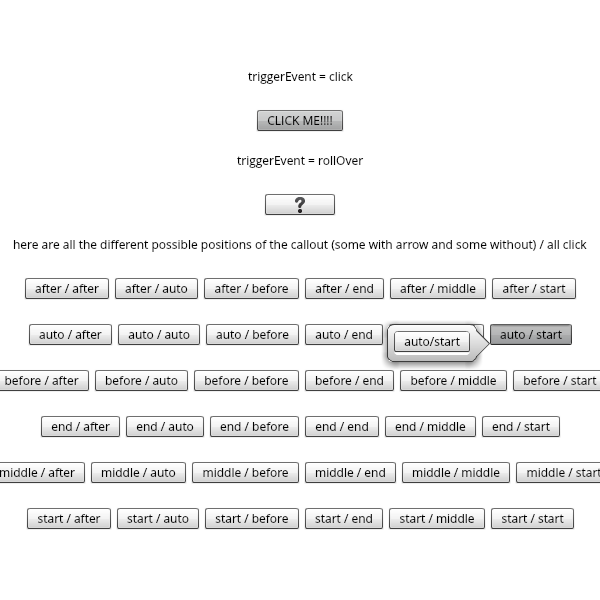 triggerEvent = click
CLICK ME!!!!
triggerEvent = rollOver
?
here are all the different possible positions of the callout (some with arrow and some without) / all click
after / after after / auto after / before after / end after / middle after / start
auto / after auto / auto auto / before auto / end auto/start auto / start
before / after before / auto before / before before / end before / middle before / start
end / after end / auto end / before end / end end / middle end / start
middle / after middle / auto middle / before middle / end middle / middle middle / start
start / after start / auto start / before start / end start / middle start / start